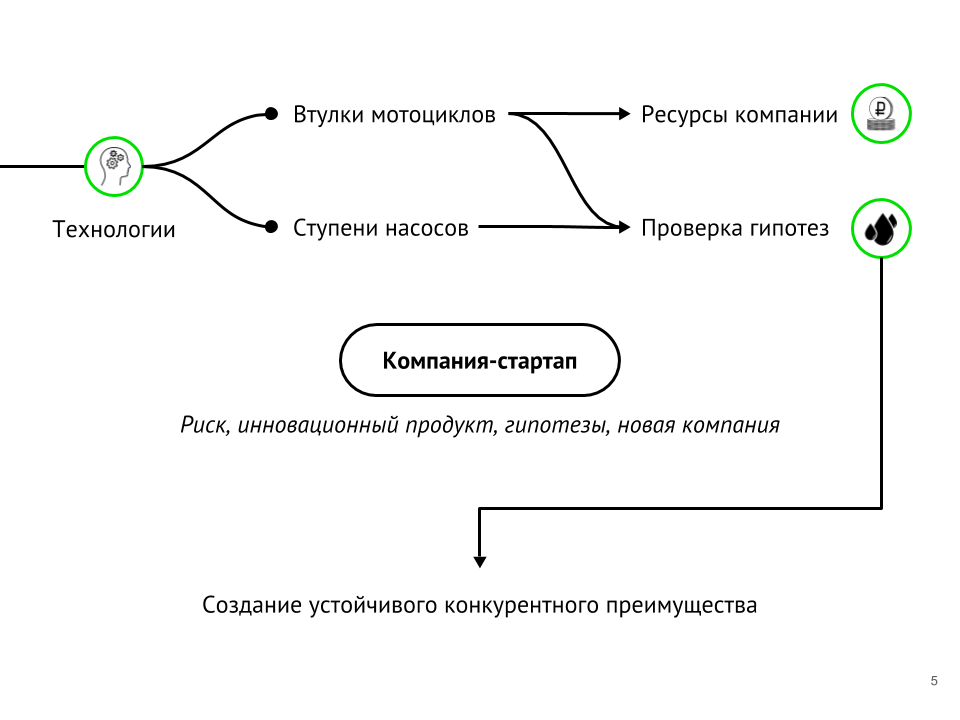 Втулки мотоциклов
Ресурсы компании
₽
Технологии
Ступени насосов
Проверка гипотез
Компания-стартап
Риск, инновационный продукт, гипотезы, новая компания
Создание устойчивого конкурентного преимущества
5